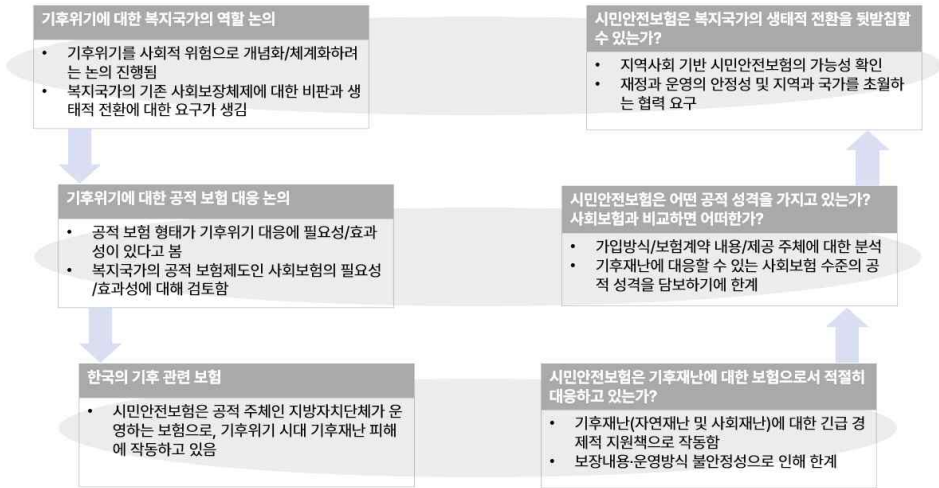 기후위기에 대한 복지국가의 역할 논의
• 기후위기를 사회적 위험으로 개념화/체계화하려
는 논의 진행됨
• 복지국가의 기존 사회보장체제에 대한 비판과 생
태적 전환에 대한 요구가 생김
기후위기에 대한 공적 보험 대응 논의
• 공적 보험 형태가 기후위기 대응에 필요성/효과
성이 있다고 봄
• 복지국가의 공적 보험제도인 사회보험의 필요성
/효과성에 대해 검토함
한국의 기후 관련 보험
• 시민안전보험은 공적 주체인 지방자치단체가 운
영하는 보험으로, 기후위기 시대 기후재난 피해
에 작동하고 있음
시민안전보험은 기후재난에 대한 보험으로서 적절히
대응하고 있는가?
• 기후재난(자연재난 및 사회재난)에 대한 긴급 경
제적 지원책으로 작동함
• 보장내용·운영방식 불안정성으로 인해 한계
시민안전보험은 어떤 공적 성격을 가지고 있는가?
사회보험과 비교하면 어떠한가?
• 가입방식/보험계약 내용/제공 주체에 대한 분석
• 기후재난에 대응할 수 있는 사회보험 수준의 공
적 성격을 담보하기에 한계
시민안전보험은 복지국가의 생태적 전환을 뒷받침할
수 있는가?
• 지역사회 기반 시민안전보험의 가능성 확인
• 재정과 운영의 안정성 및 지역과 국가를 초월하
는 협력 요구